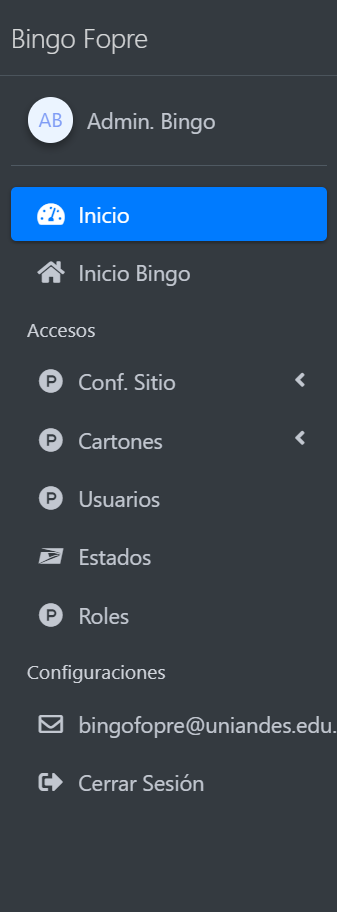 Bingo Fopre
AB Admin. Bingo
Inicio
Inicio Bingo
Accesos
Conf. Sitio
Cartones
Usuarios
Estados
Roles
Configuraciones
bingofopre@uniandes.edu.
Cerrar Sesión